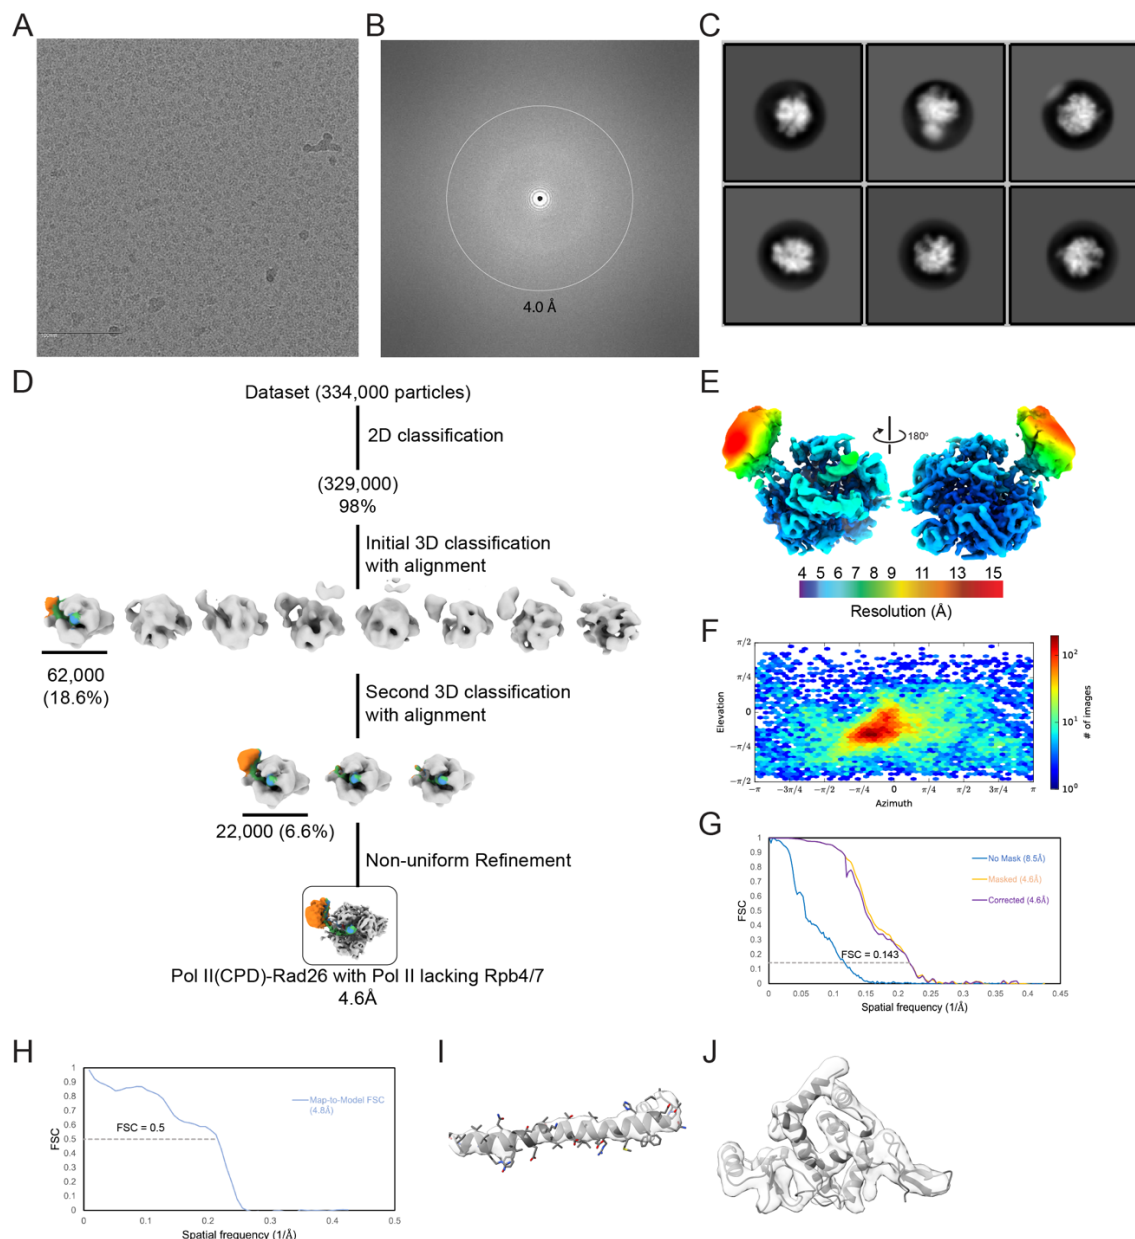 A
B
4.0 Å
C
D
Dataset (334,000 particles)
2D classification
(329,000)
98%
Initial 3D classification
with alignment
62,000
(18.6%)
Second 3D classification
with alignment
22,000 (6.6%)
Non-uniform Refinement
Pol II(CPD)-Rad26 with Pol II lacking Rpb4/7
4.6Å
E
180º
4 5 6 7 8 9 11 13 15
Resolution (Å)
F
π/2
π/4
0
−π/4
−π/2
Elevation
−π −3π/4 −π/2 −π/4 0 π/4 π/2 3π/4 π
Azimuth
10²
10¹
10⁰
# of images
G
1
0.9
0.8
0.7
0.6
0.5
0.4
0.3
0.2
0.1
0
FSC
No Mask (8.5Å)
Masked (4.6Å)
Corrected (4.6Å)
FSC = 0.143
0 0.05 0.1 0.15 0.2 0.25 0.3 0.35 0.4 0.45
Spatial frequency (1/Å)
H
1
0.9
0.8
0.7
0.6
0.5
0.4
0.3
0.2
0.1
0
FSC
Map-to-Model FSC
(4.8Å)
FSC = 0.5
0 0.1 0.2 0.3 0.4 0.5
Spatial frequency (1/Å)
I
J